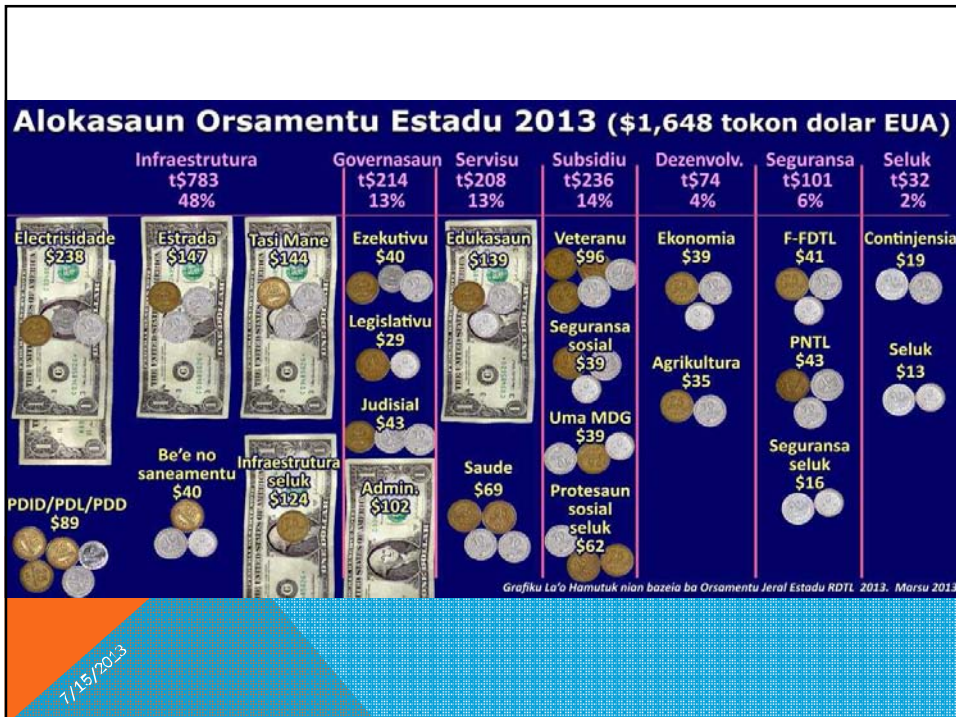 Alokasaun Orsamentu Estadu 2013 ($1,648 tokon dolar EUA)
Infraestrutura
t$783
48%
Governasaun
t$214
13%
Servisu
t$208
13%
Subsidiu
t$236
14%
Dezenvolv.
t$74
4%
Seguransa
t$101
6%
Seluk
t$32
2%
Electrisidade
$238
Estrada
$147
Tasi Mane
$144
PDID/PDL/PDD
$89
Be'e no
saneamentu
$40
Infraestrutura
seluk
$124
Ezekutivu
$40
Legislativu
$29
Judisial
$43
Admin.
$102
Edukasaun
$139
Saude
$69
Veteranu
$96
Seguransa
sosial
$39
Uma MDG
$39
Protesaun
sosial
seluk
$62
Ekonomia
$39
Agrikultura
$35
F-FDTL
$41
PNTL
$43
Seguransa
seluk
$16
Continjensia
$19
Seluk
$13
Grafiku La'o Hamutuk nian bazeia ba Orsamentu Jeral Estadu RDTL 2013. Marsu 2013
7/15/2013